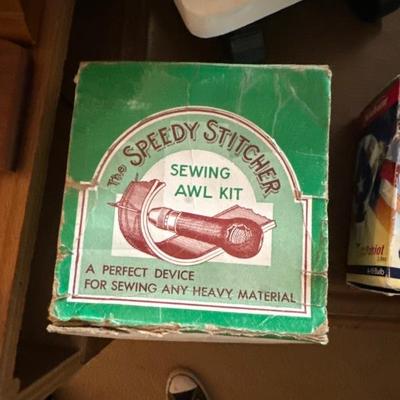 The SPEEDY STITCHER
SEWING
AWL KIT
A PERFECT DEVICE
FOR SEWING ANY HEAVY MATERIAL